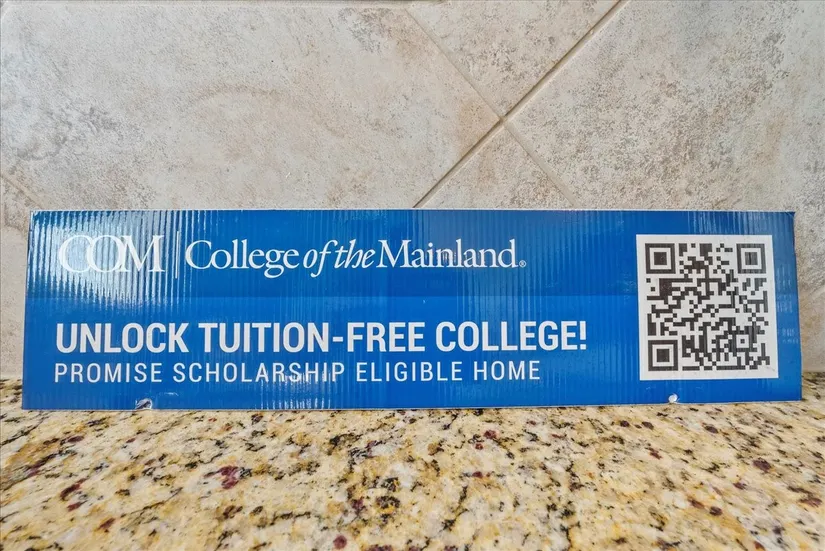 COM | College of the Mainland®
UNLOCK TUITION-FREE COLLEGE!
PROMISE SCHOLARSHIP ELIGIBLE HOME